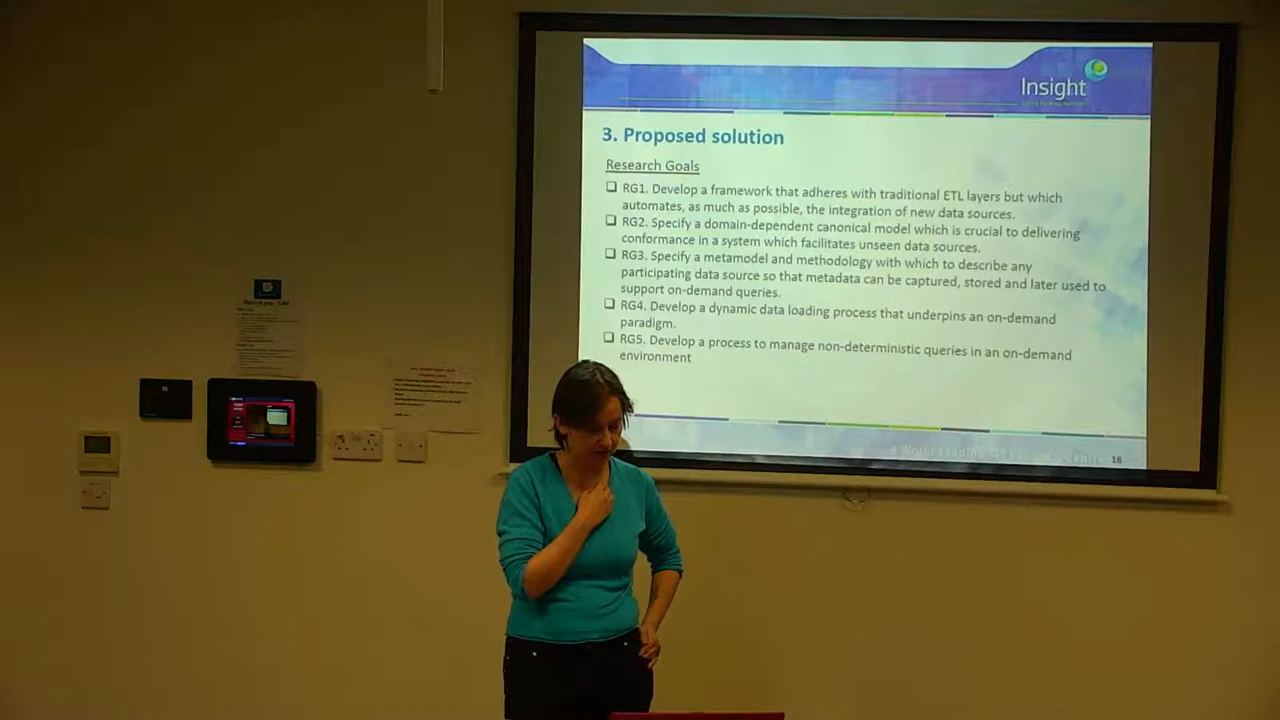 Insight
3. Proposed solution
Research Goals
❑ RG1. Develop a framework that adheres with traditional ETL layers but which
automates, as much as possible, the integration of new data sources.
❑ RG2. Specify a domain-dependent canonical model which is crucial to delivering
conformance in a system which facilitates unseen data sources.
❑ RG3. Specify a metamodel and methodology with which to describe any
participating data source so that metadata can be captured, stored and later used to
support on-demand queries.
❑ RG4. Develop a dynamic data loading process that underpins an on-demand
paradigm.
❑ RG5. Develop a process to manage non-deterministic queries in an on-demand
environment
18